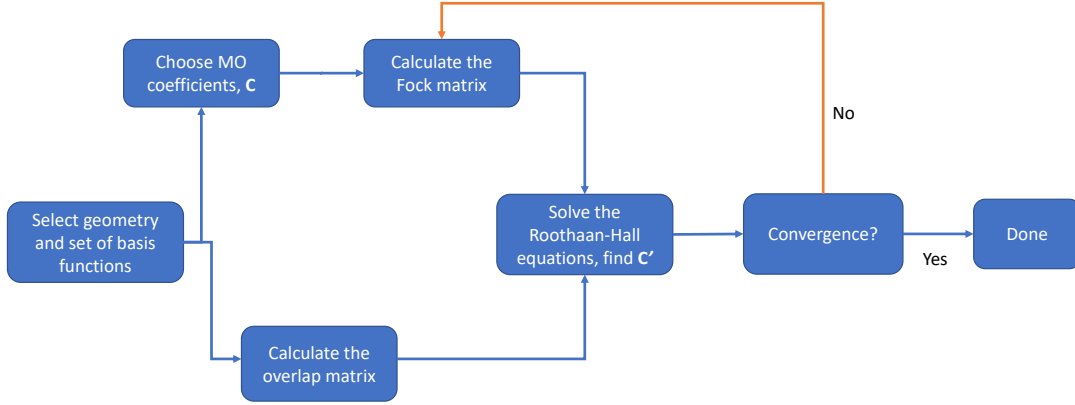 Choose MO
coefficients, C
Calculate the
Fock matrix
No
Select geometry
and set of basis
functions
Solve the
Roothaan-Hall
equations, find C′
Convergence?
Yes
Done
Calculate the
overlap matrix